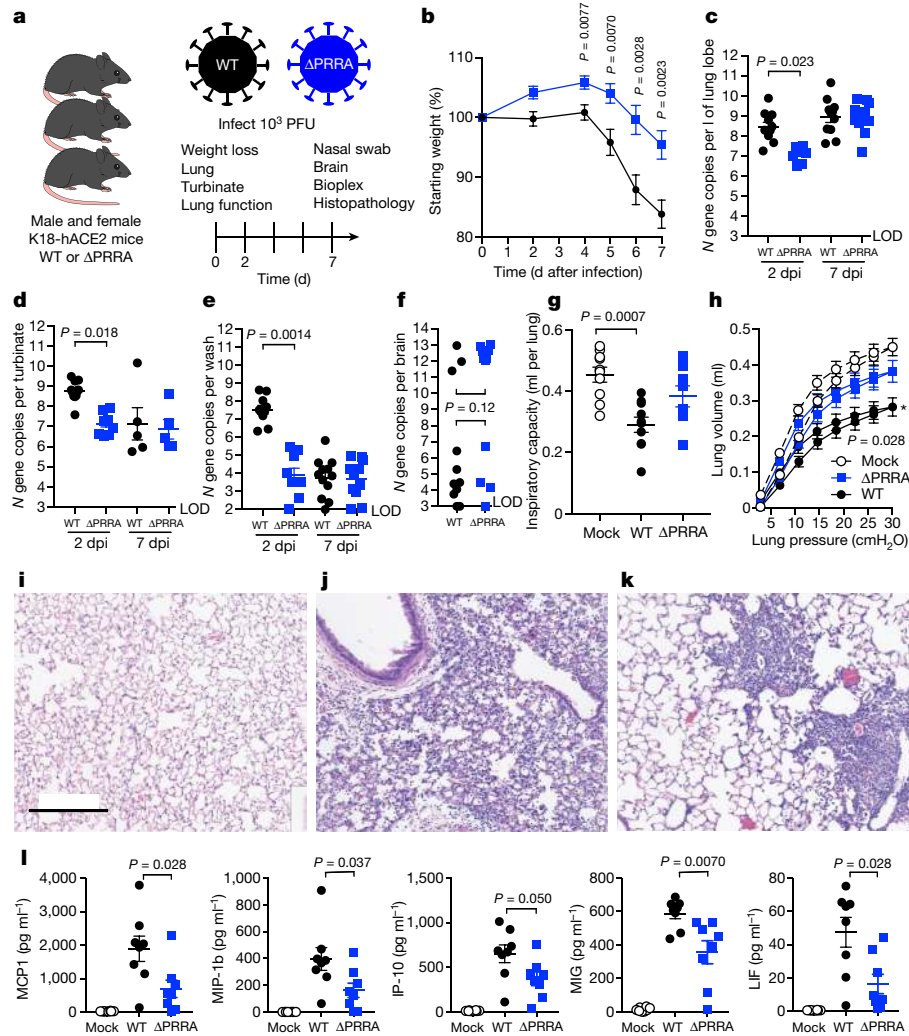 a
WT
ΔPRRA
Infect 10³ PFU
Weight loss
Lung
Turbinate
Lung function
Nasal swab
Brain
Bioplex
Histopathology
Male and female
K18-hACE2 mice
WT or ΔPRRA
0 2 7
Time (d)
b
Starting weight (%)
110
100
90
80
P = 0.0077
P = 0.0070
P = 0.0028
P = 0.0023
0 1 2 3 4 5 6 7
Time (d after infection)
c
N gene copies per l of lung lobe
12
11
10
9
8
7
6
5
4
3
P = 0.023
LOD
WT ΔPRRA WT ΔPRRA
2 dpi 7 dpi
d
N gene copies per turbinate
13
12
11
10
9
8
7
6
5
4
3
P = 0.018
LOD
WT ΔPRRA WT ΔPRRA
2 dpi 7 dpi
e
N gene copies per wash
12
11
10
9
8
7
6
5
4
3
2
P = 0.0014
LOD
WT ΔPRRA WT ΔPRRA
2 dpi 7 dpi
f
N gene copies per brain
14
13
12
11
10
9
8
7
6
5
4
3
P = 0.12
LOD
WT ΔPRRA
g
Inspiratory capacity (ml per lung)
0.6
0.4
0.2
0
P = 0.0007
Mock WT ΔPRRA
h
Lung volume (ml)
0.5
0.4
0.3
0.2
0.1
0
*
P = 0.028
Mock
ΔPRRA
WT
5 10 15 20 25 30
Lung pressure (cmH₂O)
i
j
k
l
MCP1 (pg ml⁻¹)
4,000
3,000
2,000
1,000
0
P = 0.028
Mock WT ΔPRRA
MIP-1b (pg ml⁻¹)
1,000
800
600
400
200
0
P = 0.037
Mock WT ΔPRRA
IP-10 (pg ml⁻¹)
1,500
1,000
500
0
P = 0.050
Mock WT ΔPRRA
MIG (pg ml⁻¹)
800
600
400
200
0
P = 0.0070
Mock WT ΔPRRA
LIF (pg ml⁻¹)
80
60
40
20
0
P = 0.028
Mock WT ΔPRRA